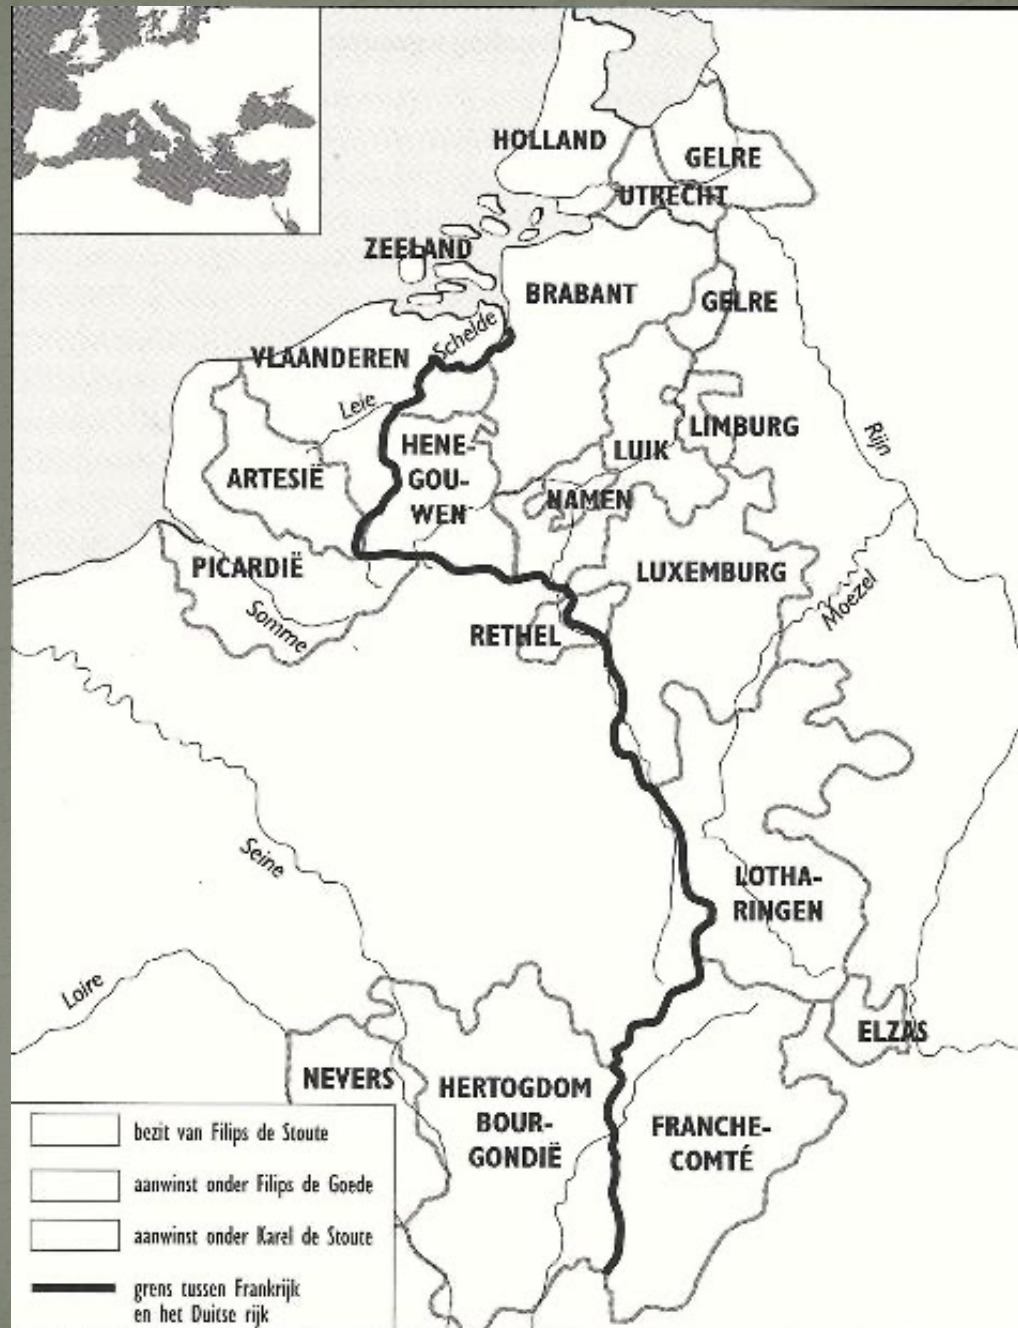 HOLLAND
GELRE
UTRECHT
ZEELAND
BRABANT
GELRE
Schelde
VLAANDEREN
Leie
HENE-
GOU-
WEN
LIMBURG
LUIK
Rijn
ARTESIË
NAMEN
PICARDIË
LUXEMBURG
Somme
Moezel
RETHEL
Seine
LOTHA-
RINGEN
Loire
ELZAS
NEVERS
HERTOGDOM
BOUR-
GONDIË
FRANCHE-
COMTÉ
bezit van Filips de Stoute
aanwinst onder Filips de Goede
aanwinst onder Karel de Stoute
grens tussen Frankrijk
en het Duitse rijk